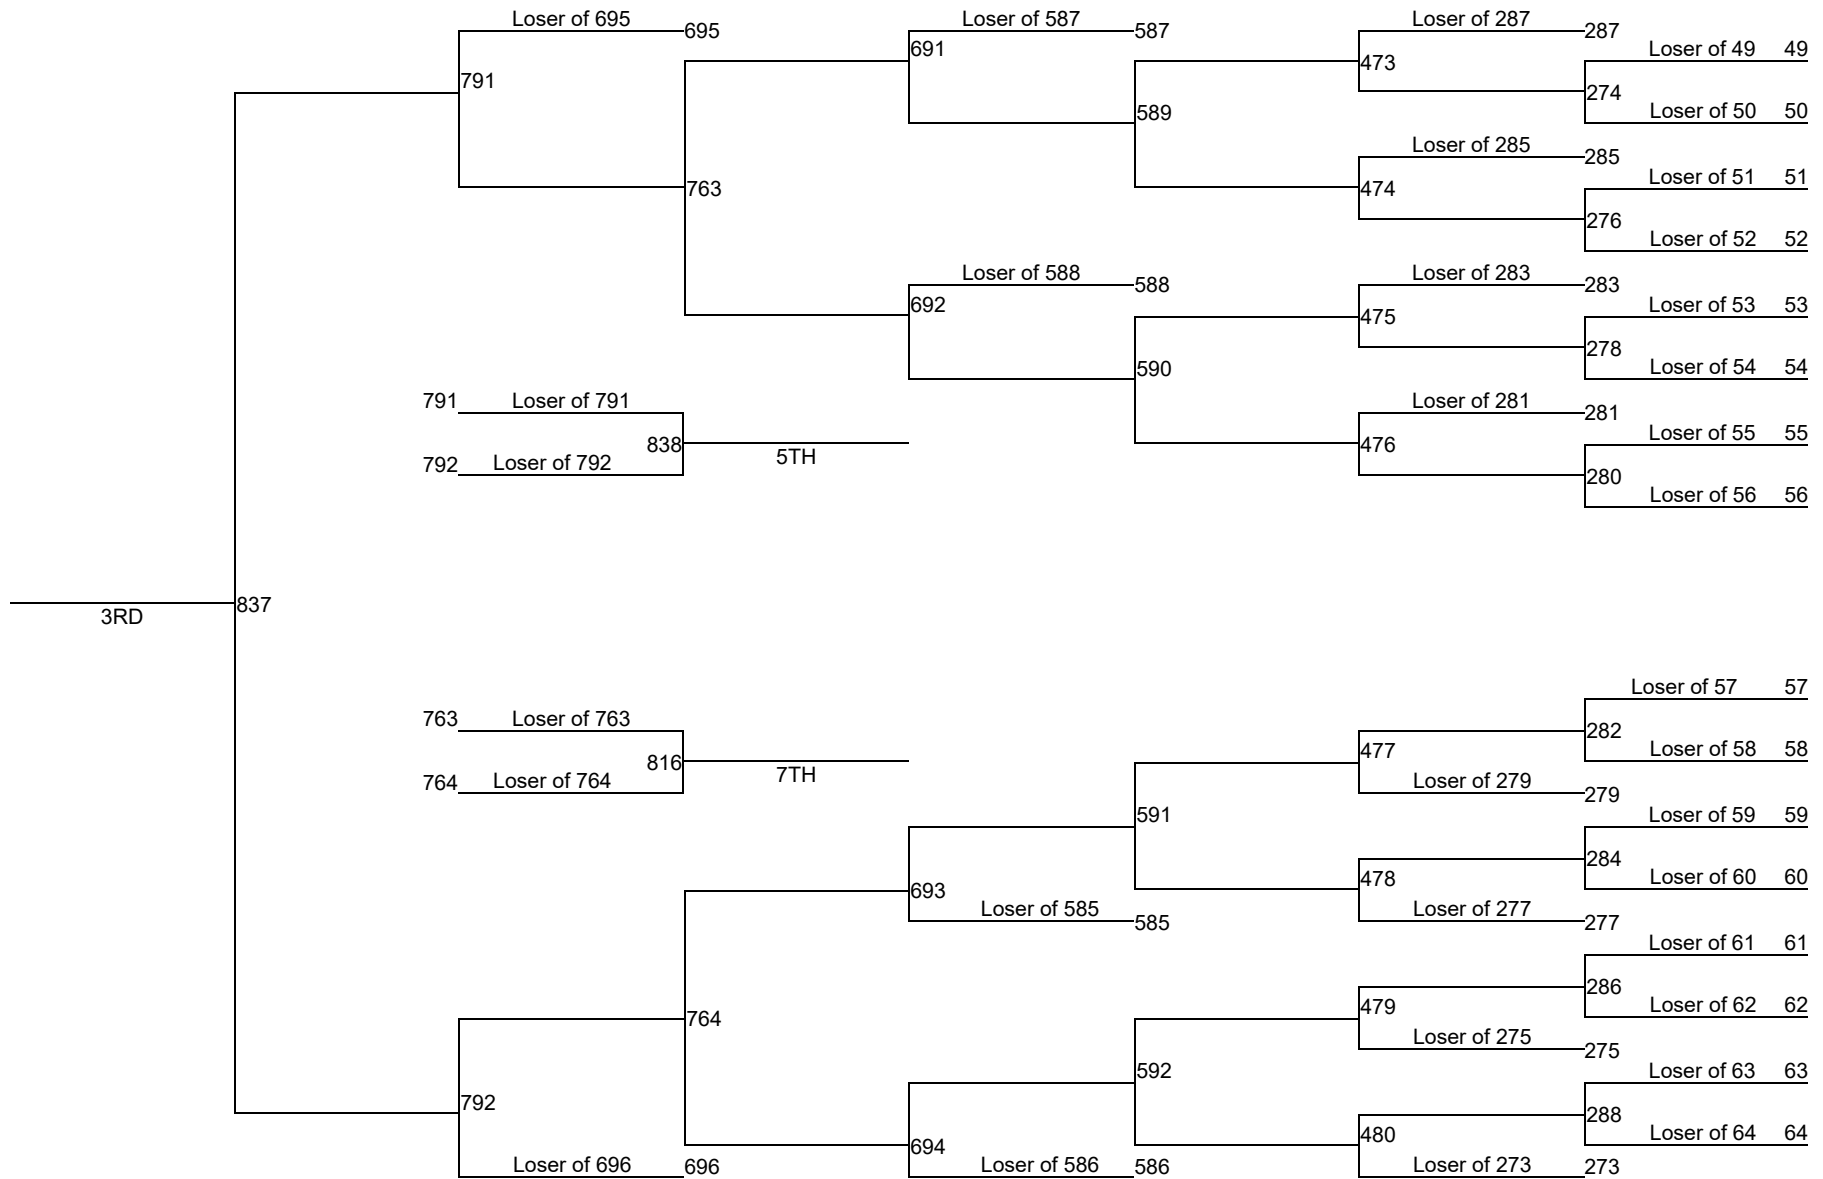 Loser of 695 695 Loser of 587 587 Loser of 287 287
691 Loser of 49 49
791 473
274
589 Loser of 50 50
Loser of 285 285
763 474 Loser of 51 51
276
Loser of 52 52
Loser of 588 588 Loser of 283 283
692 475 Loser of 53 53
278
590 Loser of 54 54
791 Loser of 791 Loser of 281 281
838 5TH 476 Loser of 55 55
792 Loser of 792 280
Loser of 56 56
837
3RD
Loser of 57 57
763 Loser of 763 282
816 7TH 477 Loser of 58 58
764 Loser of 764 Loser of 279 279
591 Loser of 59 59
284
693 478 Loser of 60 60
Loser of 585 585 Loser of 277 277
Loser of 61 61
286
764 479 Loser of 62 62
Loser of 275 275
592 Loser of 63 63
792 288
694 480 Loser of 64 64
Loser of 696 696 Loser of 586 586 Loser of 273 273